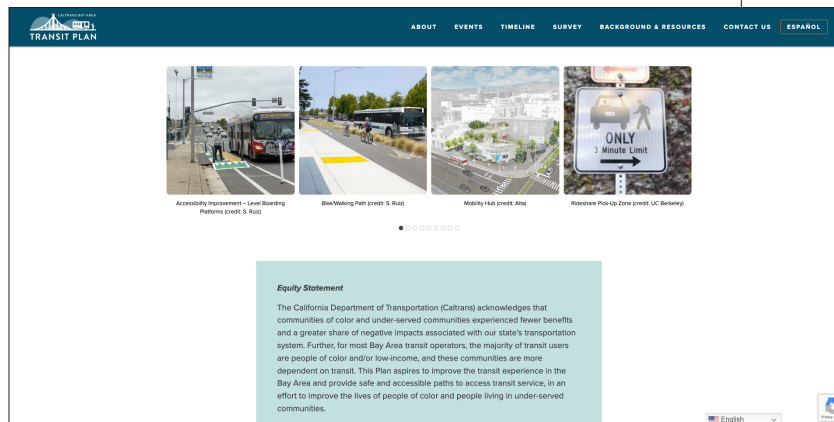 CALTRANS BAY AREA
TRANSIT PLAN
ABOUT EVENTS TIMELINE SURVEY BACKGROUND & RESOURCES CONTACT US ESPAÑOL
ONLY
3 Minute Limit
Accessibility Improvement – Level Boarding
Platforms (credit: S. Ruiz)
Bike/Walking Path (credit: S. Ruiz)
Mobility Hub (credit: Alta)
Rideshare Pick-Up Zone (credit: UC Berkeley)
Equity Statement
The California Department of Transportation (Caltrans) acknowledges that
communities of color and under-served communities experienced fewer benefits
and a greater share of negative impacts associated with our state's transportation
system. Further, for most Bay Area transit operators, the majority of transit users
are people of color and/or low-income, and these communities are more
dependent on transit. This Plan aspires to improve the transit experience in the
Bay Area and provide safe and accessible paths to access transit service, in an
effort to improve the lives of people of color and people living in under-served
communities.
English
Privacy